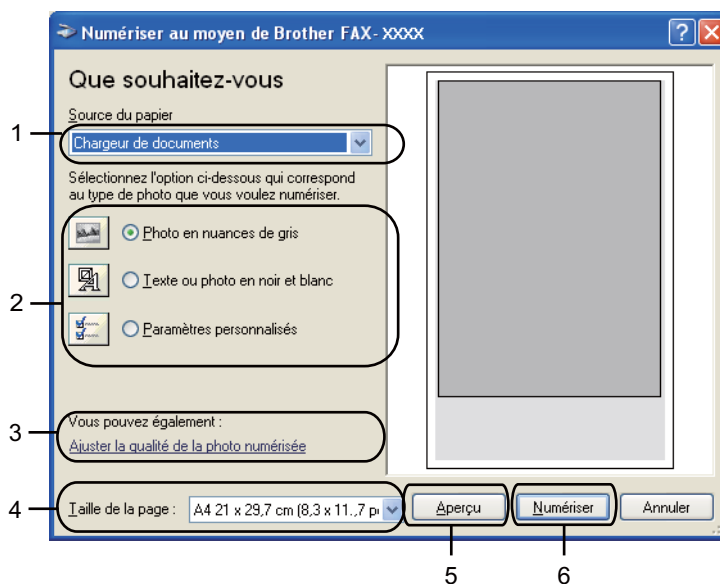 Numériser au moyen de Brother FAX- XXXX
Que souhaitez-vous
Source du papier
1
Chargeur de documents
Sélectionnez l'option ci-dessous qui correspond
au type de photo que vous voulez numériser.
2
Photo en nuances de gris
Texte ou photo en noir et blanc
Paramètres personnalisés
3
Vous pouvez également :
Ajuster la qualité de la photo numérisée
4
Taille de la page : A4 21 x 29,7 cm (8,3 x 11.,7 p
Aperçu
Numériser
Annuler
5
6